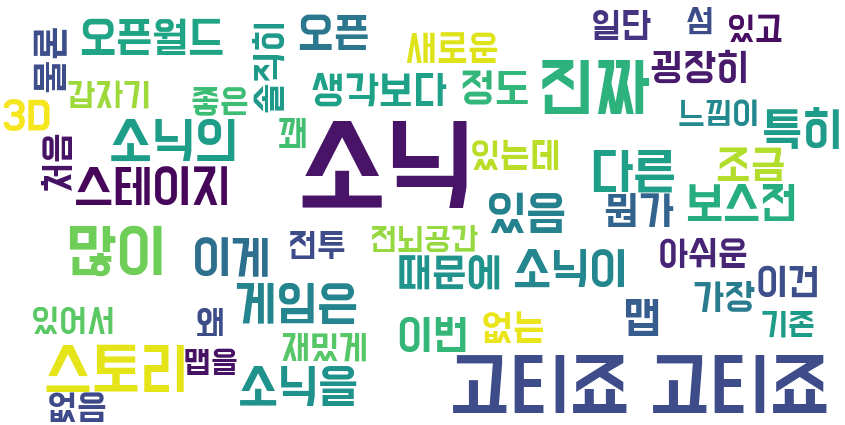 일단 섬 있고
오픈월드 솔직히 오픈 새로운
물론 굉장히
갑자기 좋은 생각보다 정도 진짜
3D 소닉의 꽤 느낌이 특히
처음 스테이지 소닉 있는데 다른 조금
있음 뭔가 보스전
많이 이게 전투 전뇌공간 아쉬운
때문에 소닉이 이건
게임은 가장
있어서 왜 이번 없는 맵 기존
스토리 맵을 재밌게
소닉을 고티죠 고티죠
없음